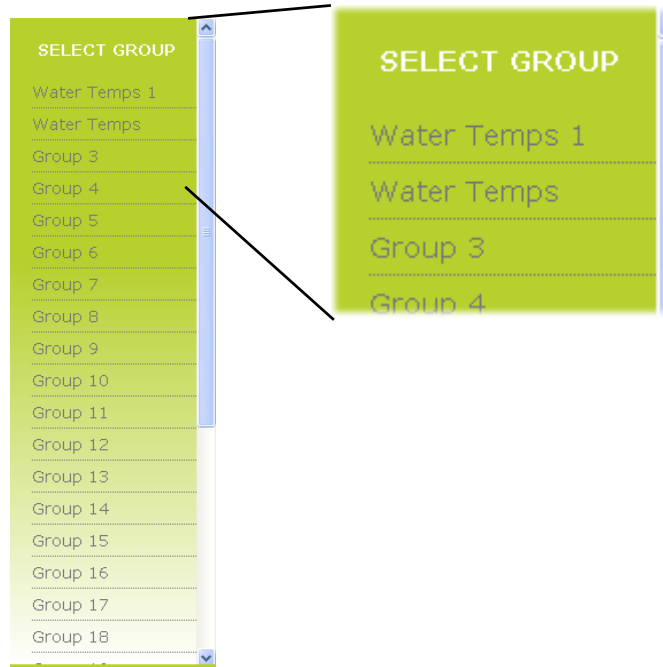 SELECT GROUP
Water Temps 1
Water Temps
Group 3
Group 4
Group 5
Group 6
Group 7
Group 8
Group 9
Group 10
Group 11
Group 12
Group 13
Group 14
Group 15
Group 16
Group 17
Group 18
SELECT GROUP
Water Temps 1
Water Temps
Group 3
Group 4